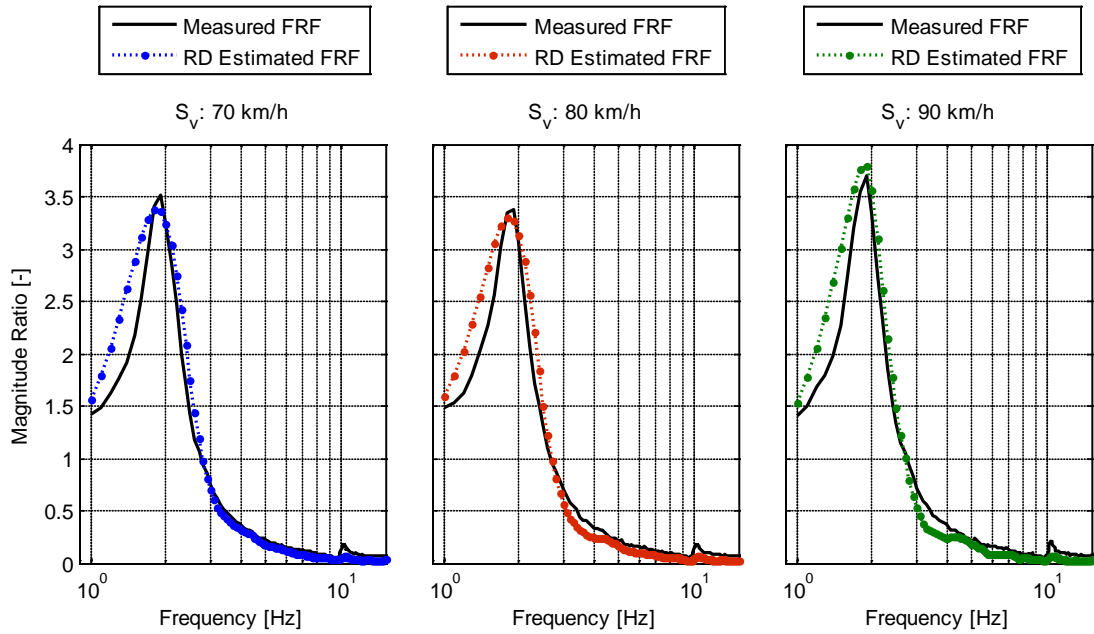 Measured FRF
RD Estimated FRF
Measured FRF
RD Estimated FRF
Measured FRF
RD Estimated FRF
S_v: 70 km/h
S_v: 80 km/h
S_v: 90 km/h
Magnitude Ratio [-]
4
3.5
3
2.5
2
1.5
1
0.5
0
10^0
10^1
10^0
10^1
10^0
10^1
Frequency [Hz]
Frequency [Hz]
Frequency [Hz]